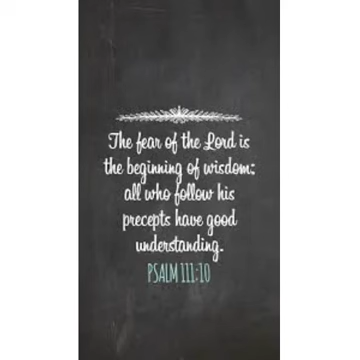 The fear of the Lord is
the beginning of wisdom;
all who follow his
precepts have good
understanding.
PSALM 111:10